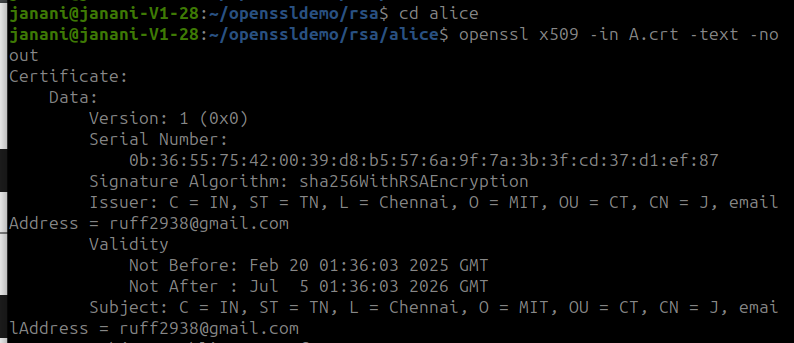 janani@janani-V1-28:~/openssldemo/rsa$ cd alice
janani@janani-V1-28:~/openssldemo/rsa/alice$ openssl x509 -in A.crt -text -no
out
Certificate:
    Data:
        Version: 1 (0x0)
        Serial Number:
            0b:36:55:75:42:00:39:d8:b5:57:6a:9f:7a:3b:3f:cd:37:d1:ef:87
        Signature Algorithm: sha256WithRSAEncryption
        Issuer: C = IN, ST = TN, L = Chennai, O = MIT, OU = CT, CN = J, email
Address = ruff2938@gmail.com
        Validity
            Not Before: Feb 20 01:36:03 2025 GMT
            Not After : Jul  5 01:36:03 2026 GMT
        Subject: C = IN, ST = TN, L = Chennai, O = MIT, OU = CT, CN = J, emai
lAddress = ruff2938@gmail.com